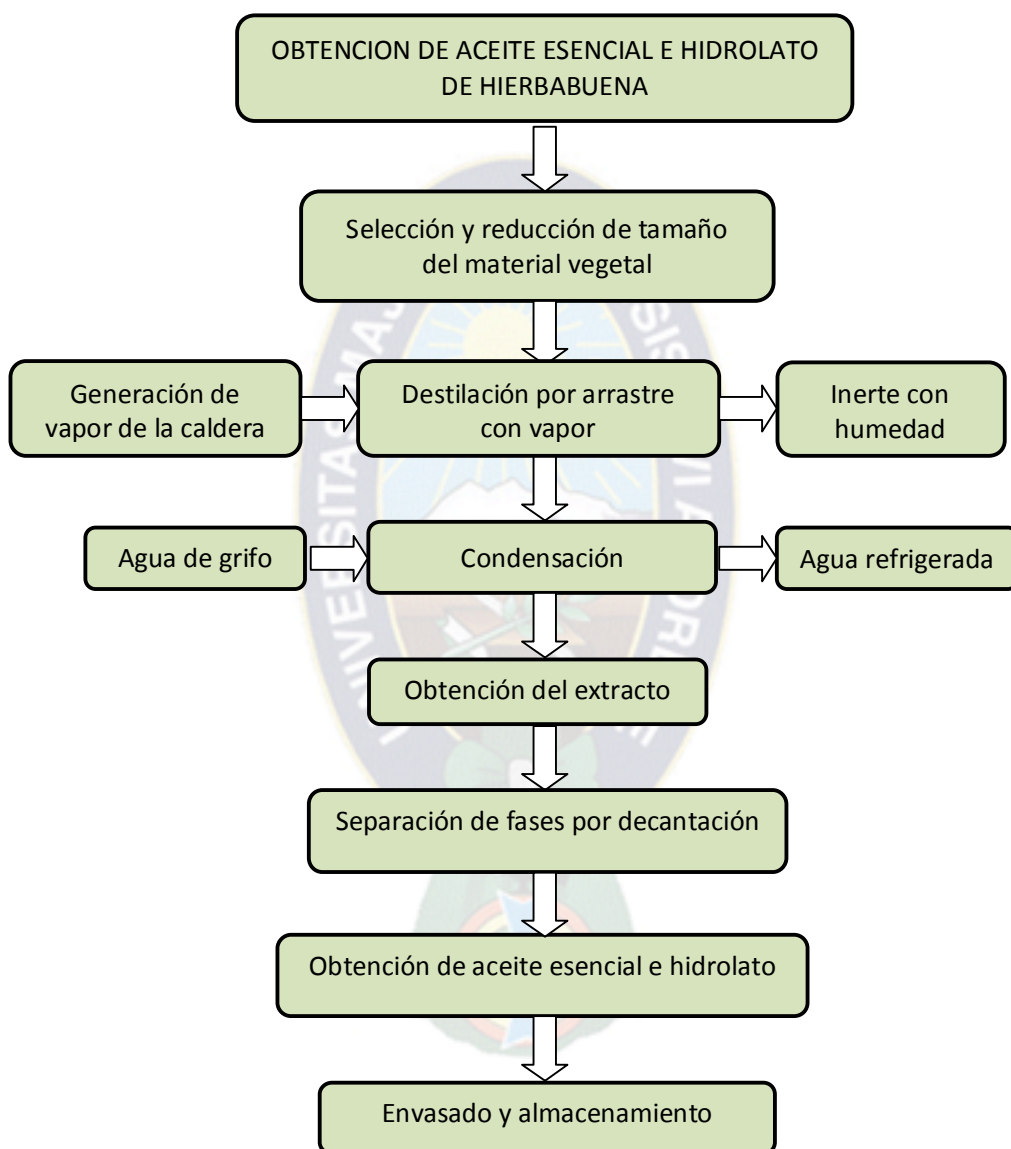 OBTENCION DE ACEITE ESENCIAL E HIDROLATO
DE HIERBABUENA
Selección y reducción de tamaño
del material vegetal
Generación de
vapor de la caldera
Destilación por arrastre
con vapor
Inerte con
humedad
Agua de grifo
Condensación
Agua refrigerada
Obtención del extracto
Separación de fases por decantación
Obtención de aceite esencial e hidrolato
Envasado y almacenamiento